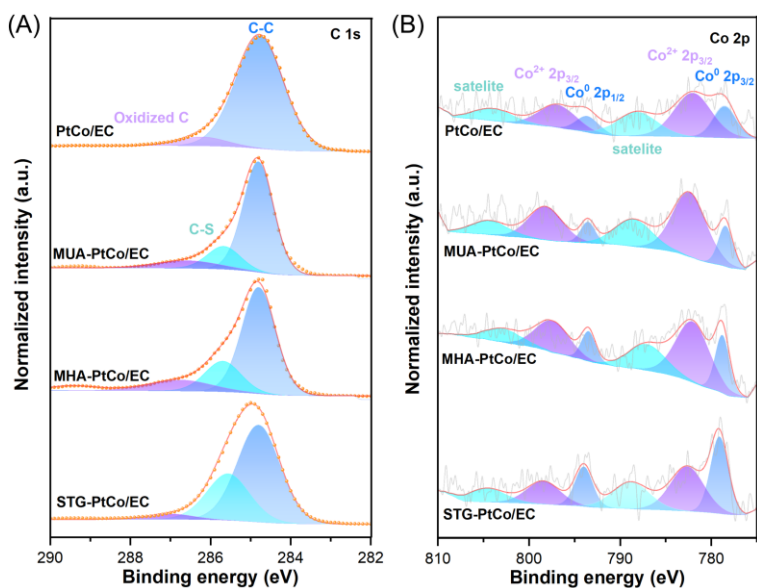 (A)
C-C
C 1s
Oxidized C
PtCo/EC
C-S
MUA-PtCo/EC
MHA-PtCo/EC
STG-PtCo/EC
Normalized intensity (a.u.)
290 288 286 284 282
Binding energy (eV)
(B)
Co 2p
Co²⁺ 2p₃/₂
Co²⁺ 2p₃/₂
satelite
Co⁰ 2p₁/₂
Co⁰ 2p₃/₂
PtCo/EC
satelite
MUA-PtCo/EC
MHA-PtCo/EC
STG-PtCo/EC
Normalized intensity (a.u.)
810 800 790 780
Binding energy (eV)